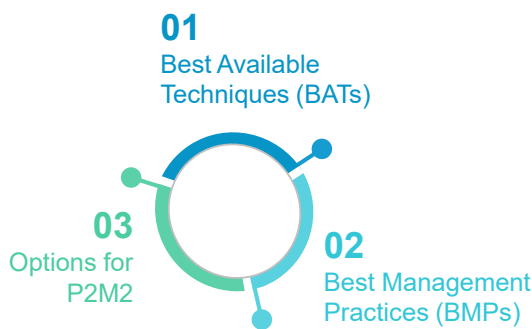 01
Best Available
Techniques (BATs)
02
Best Management
Practices (BMPs)
03
Options for
P2M2